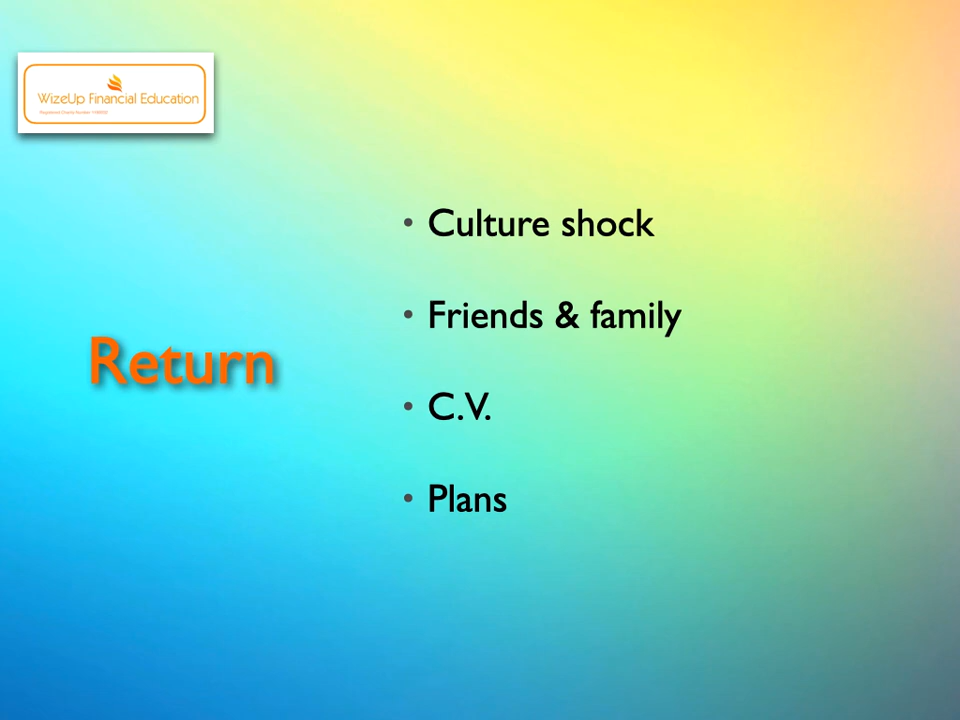 WizeUp Financial Education
• Culture shock
• Friends & family
Return
• C.V.
• Plans